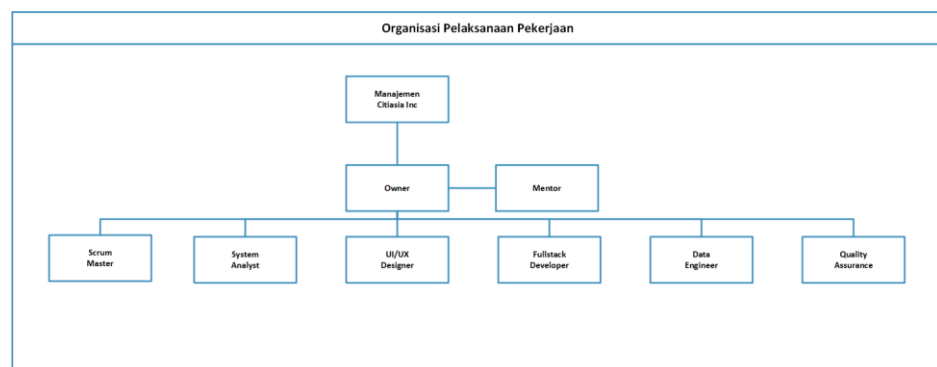 Organisasi Pelaksanaan Pekerjaan
Manajemen
Citiasia Inc
Owner
Mentor
Scrum
Master
System
Analyst
UI/UX
Designer
Fullstack
Developer
Data
Engineer
Quality
Assurance